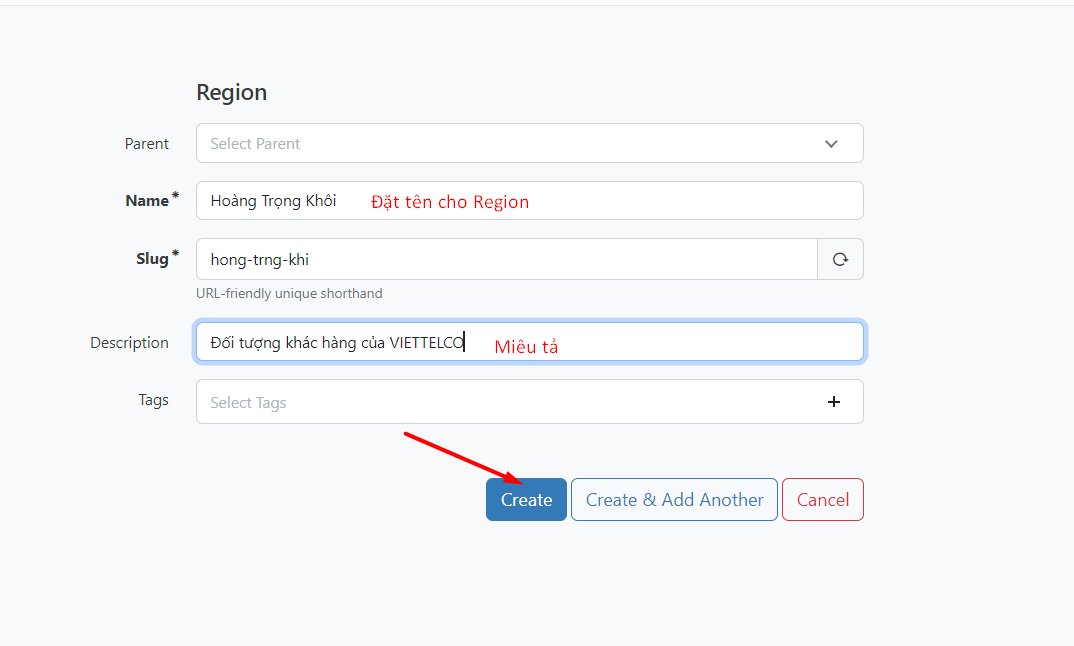 Region
Parent Select Parent
Name* Hoàng Trọng Khôi Đặt tên cho Region
Slug* hong-trng-khi
URL-friendly unique shorthand
Description Đối tượng khác hàng của VIETTELCO Miêu tả
Tags Select Tags +
Create Create & Add Another Cancel